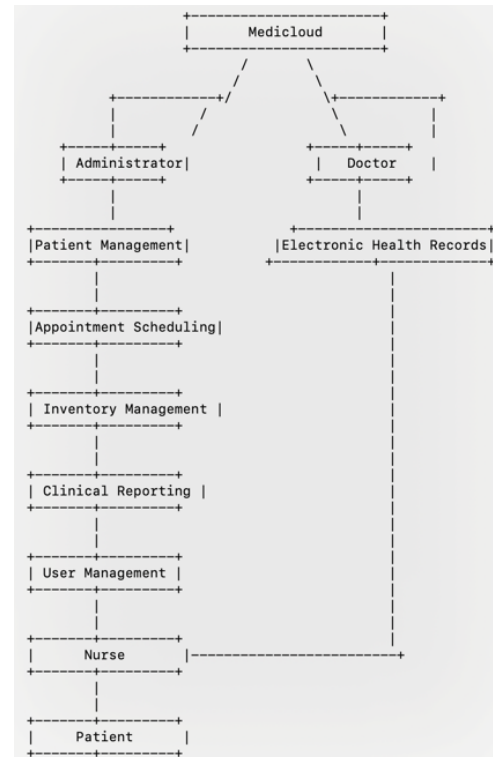 Medicloud
Administrator
Doctor
Patient Management
Electronic Health Records
Appointment Scheduling
Inventory Management
Clinical Reporting
User Management
Nurse
Patient